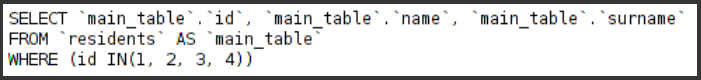 SELECT `main_table`.`id`, `main_table`.`name`, `main_table`.`surname`
FROM `residents` AS `main_table`
WHERE (id IN(1, 2, 3, 4))